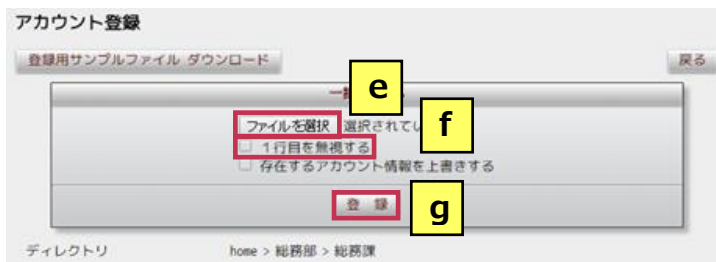 アカウント登録
登録用サンプルファイル ダウンロード
戻る
e
一
ファイルを選択 選択されてい
f
1行目を無視する
存在するアカウント情報を上書きする
登 録
g
ディレクトリ home > 総務部 > 総務課